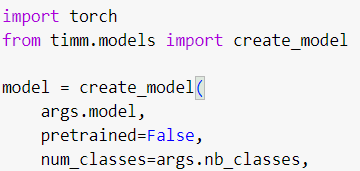 import torch
from timm.models import create_model
model = create_model(
    args.model,
    pretrained=False,
    num_classes=args.nb_classes,